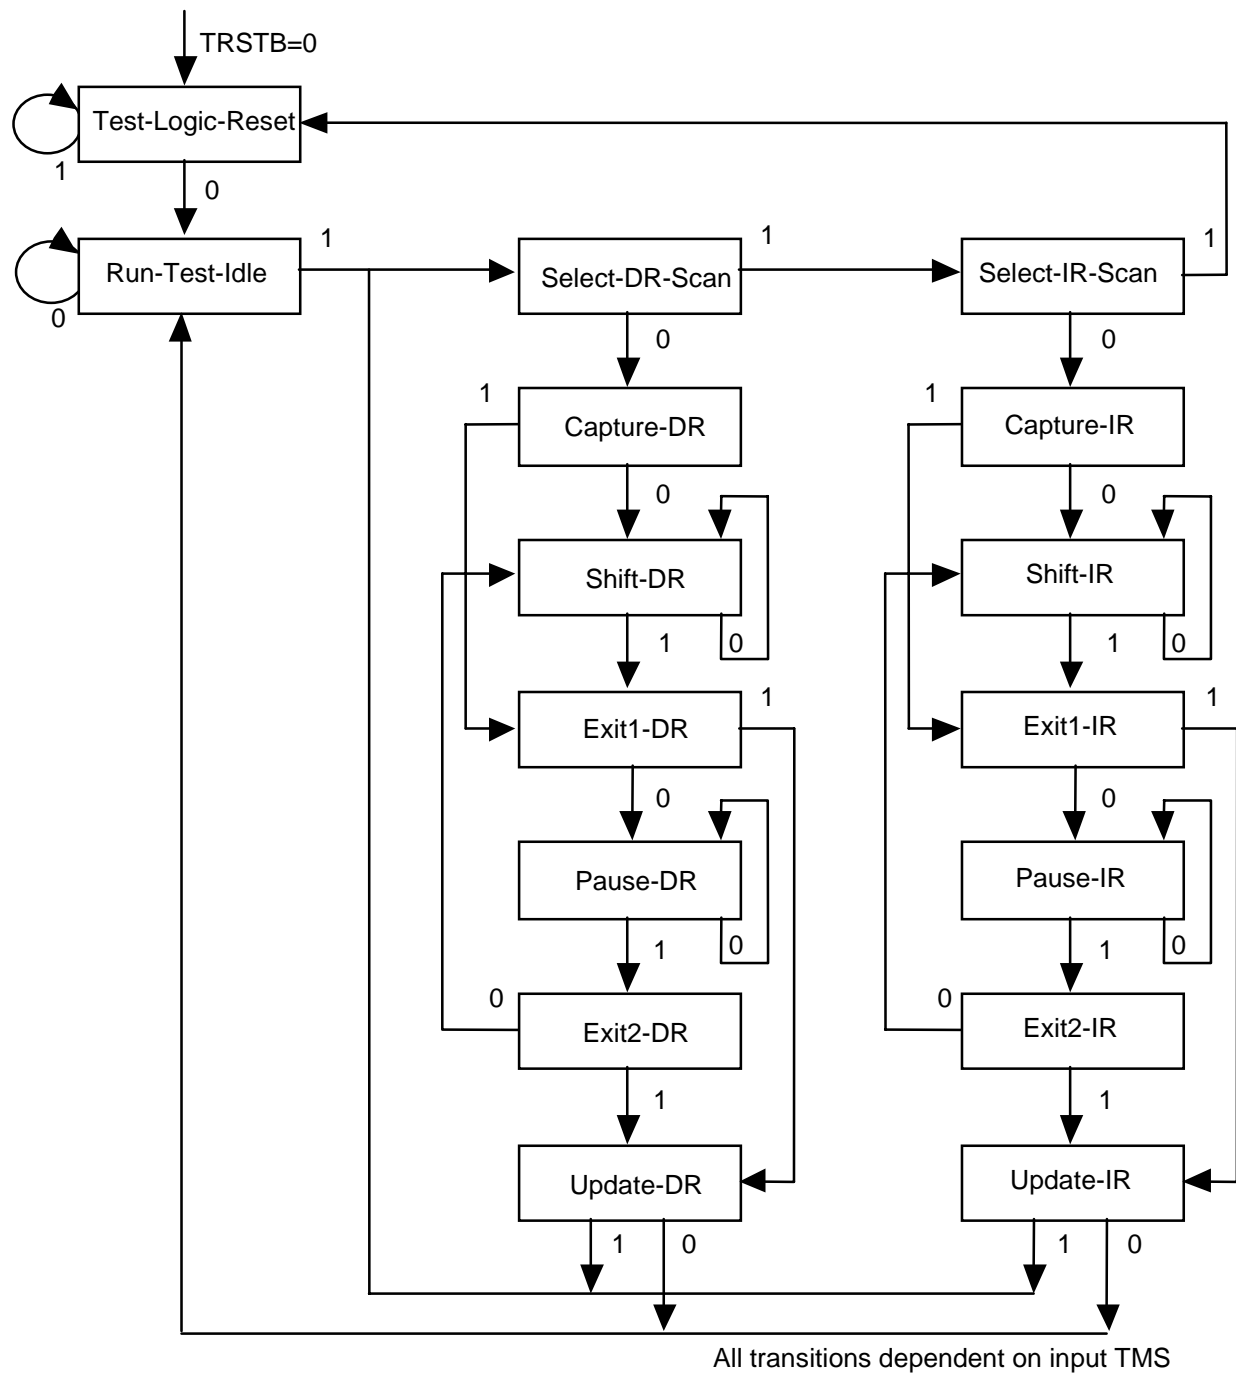 TRSTB=0
Test-Logic-Reset
1
0
Run-Test-Idle
1
0
Select-DR-Scan
1
Select-IR-Scan
1
0
0
1
Capture-DR
1
Capture-IR
0
0
Shift-DR
Shift-IR
1
0
1
0
Exit1-DR
1
Exit1-IR
1
0
0
Pause-DR
Pause-IR
1
0
1
0
0
Exit2-DR
0
Exit2-IR
1
1
Update-DR
Update-IR
1
0
1
0
All transitions dependent on input TMS